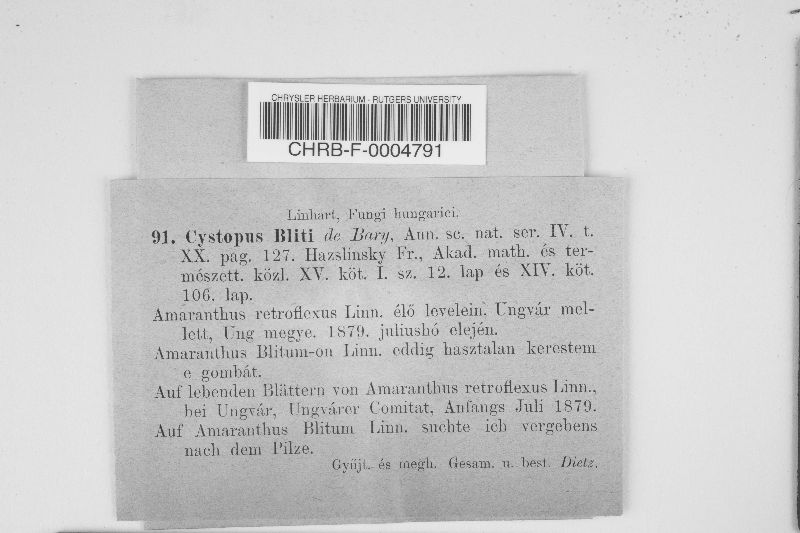 CHRYSLER HERBARIUM - RUTGERS UNIVERSITY
CHRB-F-0004791
Linhart, Fungi hungarici.
91. Cystopus Bliti de Bary, Ann. sc. nat. ser. IV. t.
XX. pag. 127. Hazslinsky Fr., Akad. math. és ter-
mészett. közl. XV. köt. I. sz. 12. lap és XIV. köt.
106. lap.
Amaranthus retroflexus Linn. élő levelein. Ungvár mel-
lett, Ung megye. 1879. juliushó elején.
Amaranthus Blitum-on Linn. eddig hasztalan kerestem
e gombát.
Auf lebenden Blättern von Amaranthus retroflexus Linn.,
bei Ungvár, Ungvárer Comitat, Anfangs Juli 1879.
Auf Amaranthus Blitum Linn. suchte ich vergebens
nach dem Pilze.
Gyűjt. és megh. Gesam. u. best. Dietz.